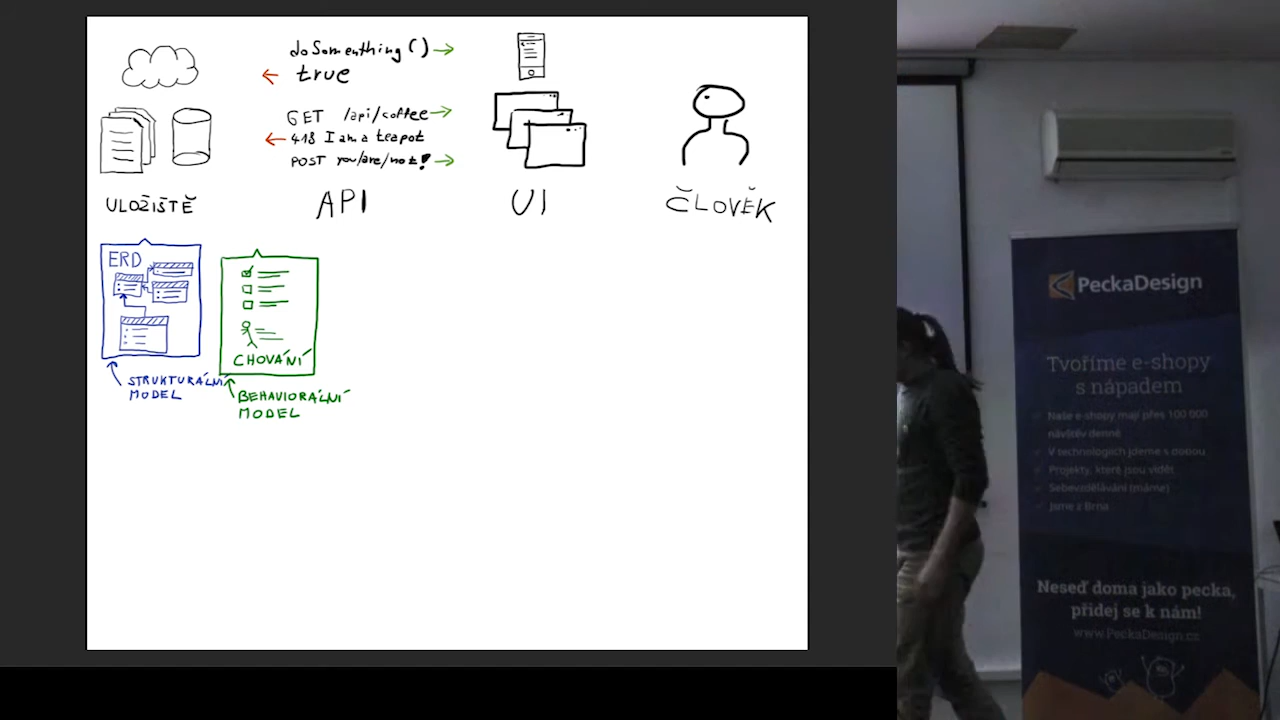 doSomenthing()
true
GET /api/coffee
418 I am a teapot
POST you/are/not!
ULOŽIŠTĚ
API
UI
ČLOVĚK
ERD
STRUKTURÁLNÍ
MODEL
CHOVÁNÍ
BEHAVIORÁLNÍ
MODEL
PeckaDesign
Tvoříme e-shopy
s nápadem
Naše e-shopy mají přes 100 000
návštěv denně
V technologiích jdeme s dobou
Projekty, které jsou vidět
Sebevzdělávání (máme)
Jsme z Brna
Neseď doma jako pecka,
přidej se k nám!
www.PeckaDesign.cz